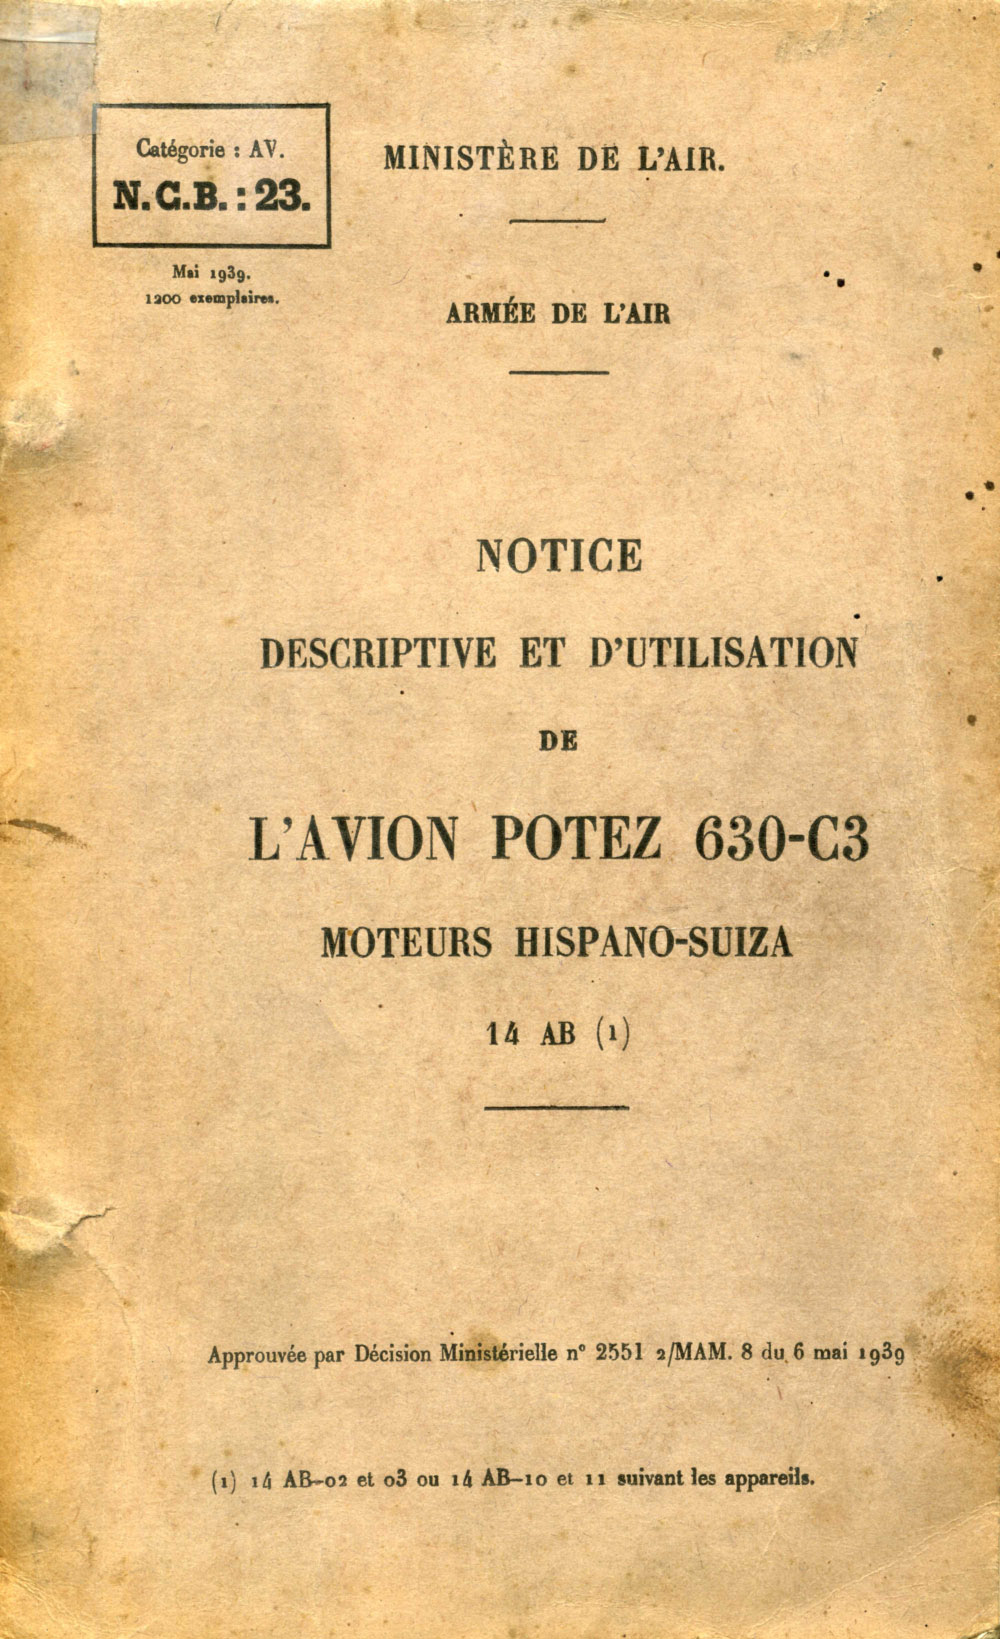 Catégorie : AV.
N.C.B. : 23.
Mai 1939.
1200 exemplaires.
MINISTÈRE DE L'AIR.
ARMÉE DE L'AIR
NOTICE
DESCRIPTIVE ET D'UTILISATION
DE
L'AVION POTEZ 630-C3
MOTEURS HISPANO-SUIZA
14 AB (1)
Approuvée par Décision Ministérielle n° 2551 2/MAM. 8 du 6 mai 1939
(1) 14 AB-02 et 03 ou 14 AB-10 et 11 suivant les appareils.